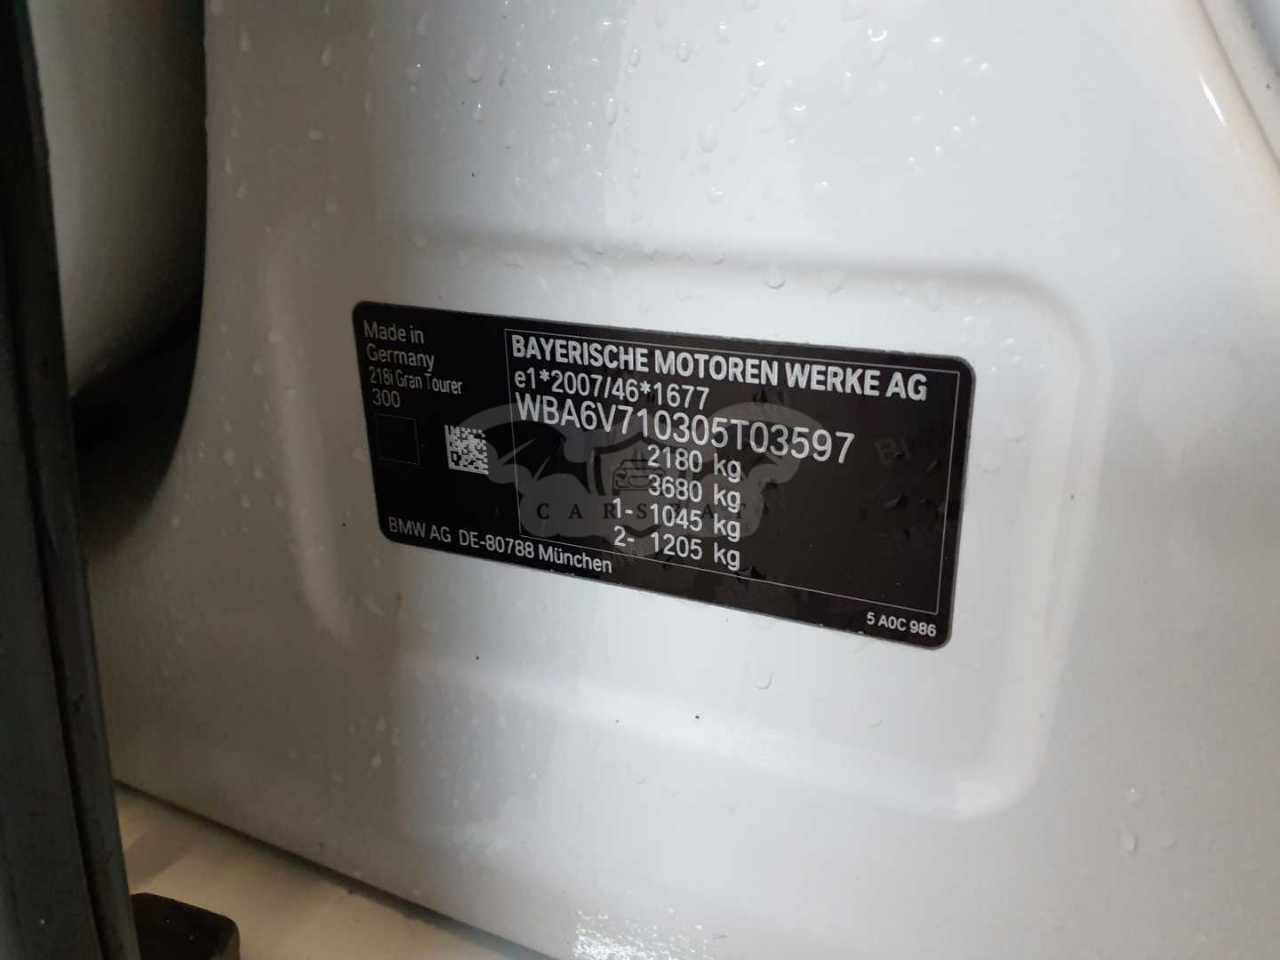 Made in
Germany
218i Gran Tourer
300
BAYERISCHE MOTOREN WERKE AG
e1*2007/46*1677
WBA6V710305T03597
2180 kg
3680 kg
1- 1045 kg
2- 1205 kg
BMW AG DE-80788 München
5 A0C 986